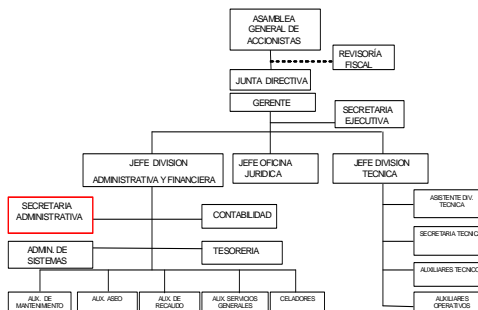 ASAMBLEA
GENERAL DE
ACCIONISTAS
REVISORÍA
FISCAL
JUNTA DIRECTIVA
GERENTE
SECRETARIA
EJECUTIVA
JEFE DIVISION
ADMINISTRATIVA Y FINANCIERA
JEFE OFICINA
JURIDICA
JEFE DIVISION
TECNICA
SECRETARIA
ADMINISTRATIVA
CONTABILIDAD
ADMIN. DE
SISTEMAS
TESORERIA
ASISTENTE DIV.
TECNICA
SECRETARIA TECNIC
AUXILIARES TECNICO
AUXILIARES
OPERATIVOS
AUX. DE
MANTENIMIENTO
AUX. ASEO
AUX. DE
RECAUDO
AUX. SERVICIOS
GENERALES
CELADORES